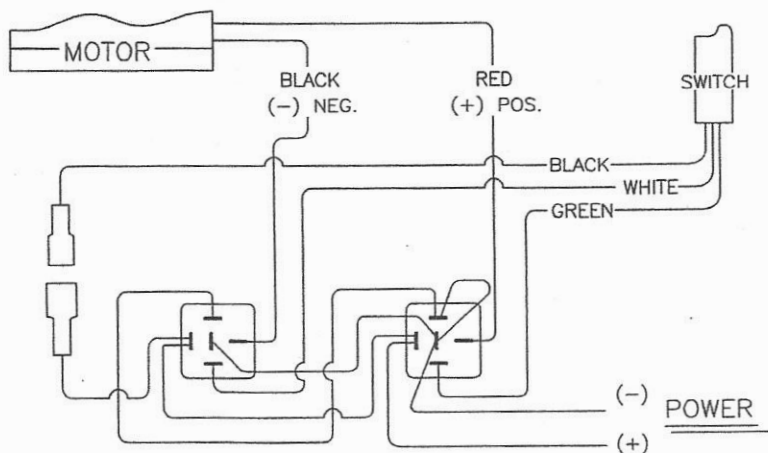 MOTOR
BLACK
(-) NEG.
RED
(+) POS.
SWITCH
BLACK
WHITE
GREEN
(-)
POWER
(+)